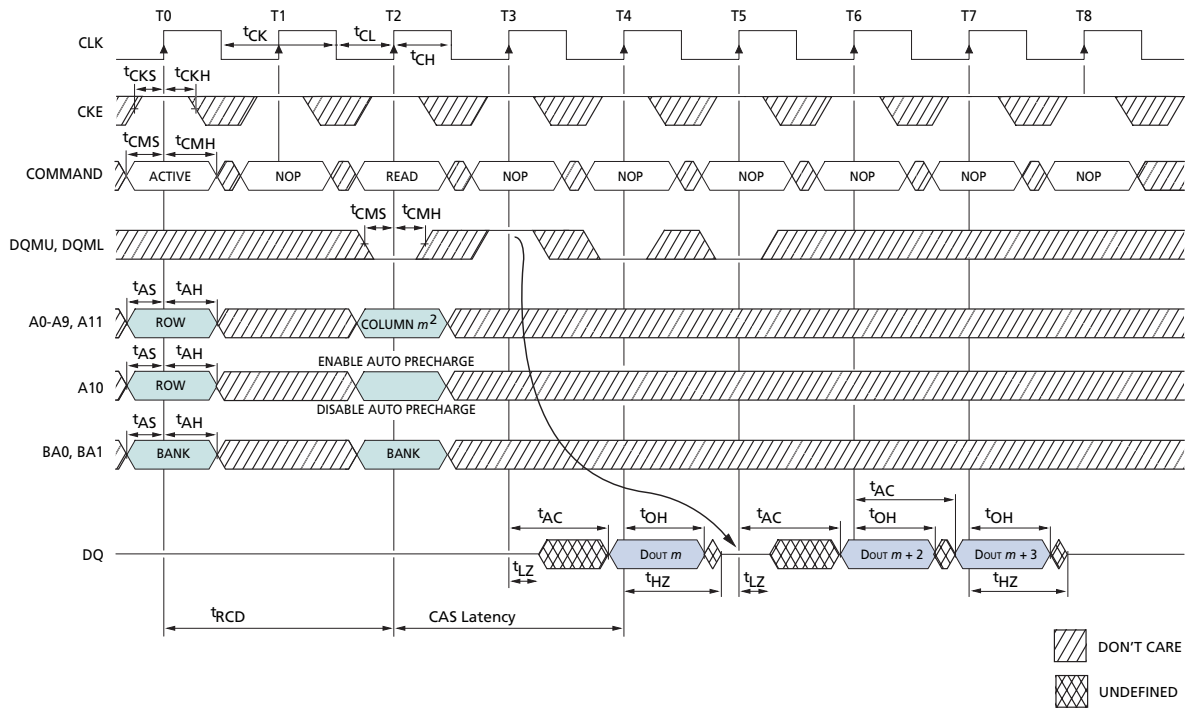 T0 T1 T2 T3 T4 T5 T6 T7 T8
CLK
tCK tCL
tCH
tCKS tCKH
CKE
tCMS tCMH
COMMAND
ACTIVE NOP READ NOP NOP NOP NOP NOP NOP
tCMS tCMH
DQMU, DQML
tAS tAH
A0-A9, A11
ROW COLUMN m2
ENABLE AUTO PRECHARGE
tAS tAH
A10
ROW
DISABLE AUTO PRECHARGE
tAS tAH
BA0, BA1
BANK BANK
tAC
tAC tOH tAC tOH tOH
DQ
DOUT m DOUT m + 2 DOUT m + 3
tLZ tHZ tLZ tHZ
tRCD CAS Latency
DON'T CARE
UNDEFINED